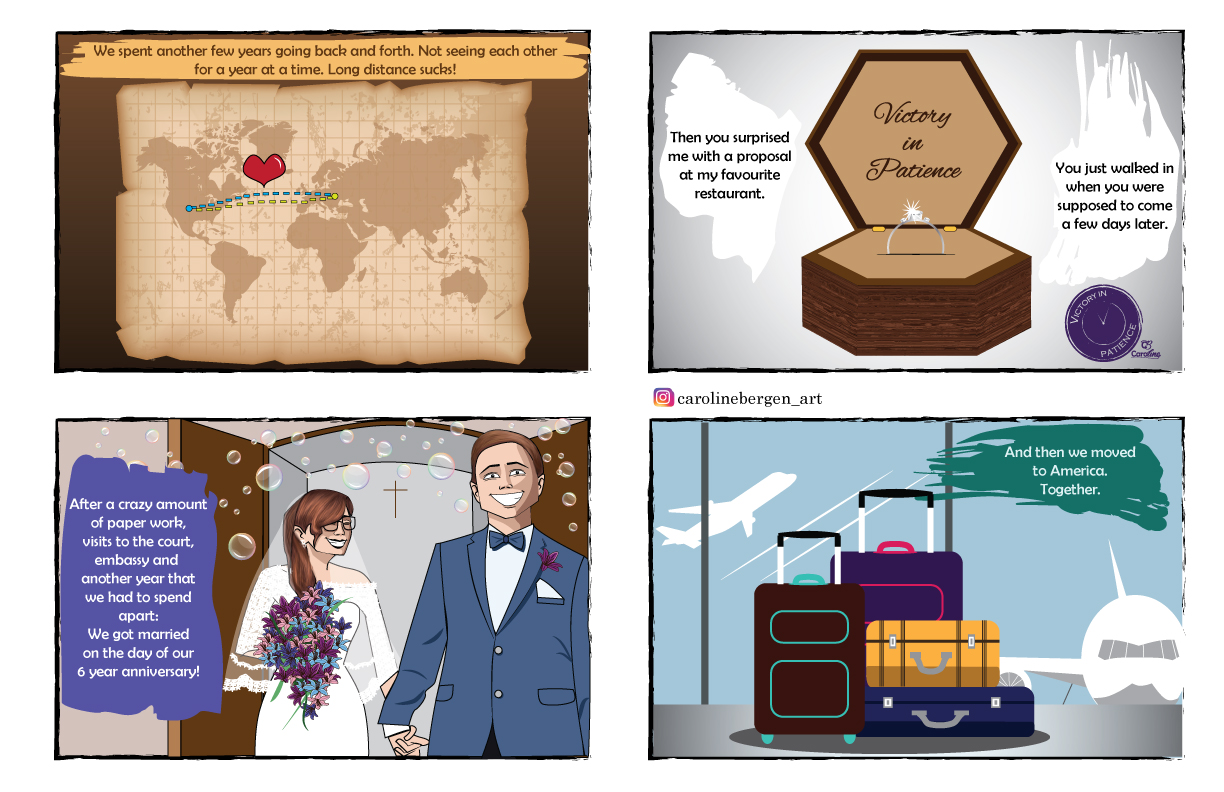 We spent another few years going back and forth. Not seeing each other
for a year at a time. Long distance sucks!
Then you surprised
me with a proposal
at my favourite
restaurant.
Victory
in
Patience
You just walked in
when you were
supposed to come
a few days later.
VICTORY IN
PATIENCE
CB
Caroline
carolinebergen_art
After a crazy amount
of paper work,
visits to the court,
embassy and
another year that
we had to spend
apart:
We got married
on the day of our
6 year anniversary!
And then we moved
to America.
Together.